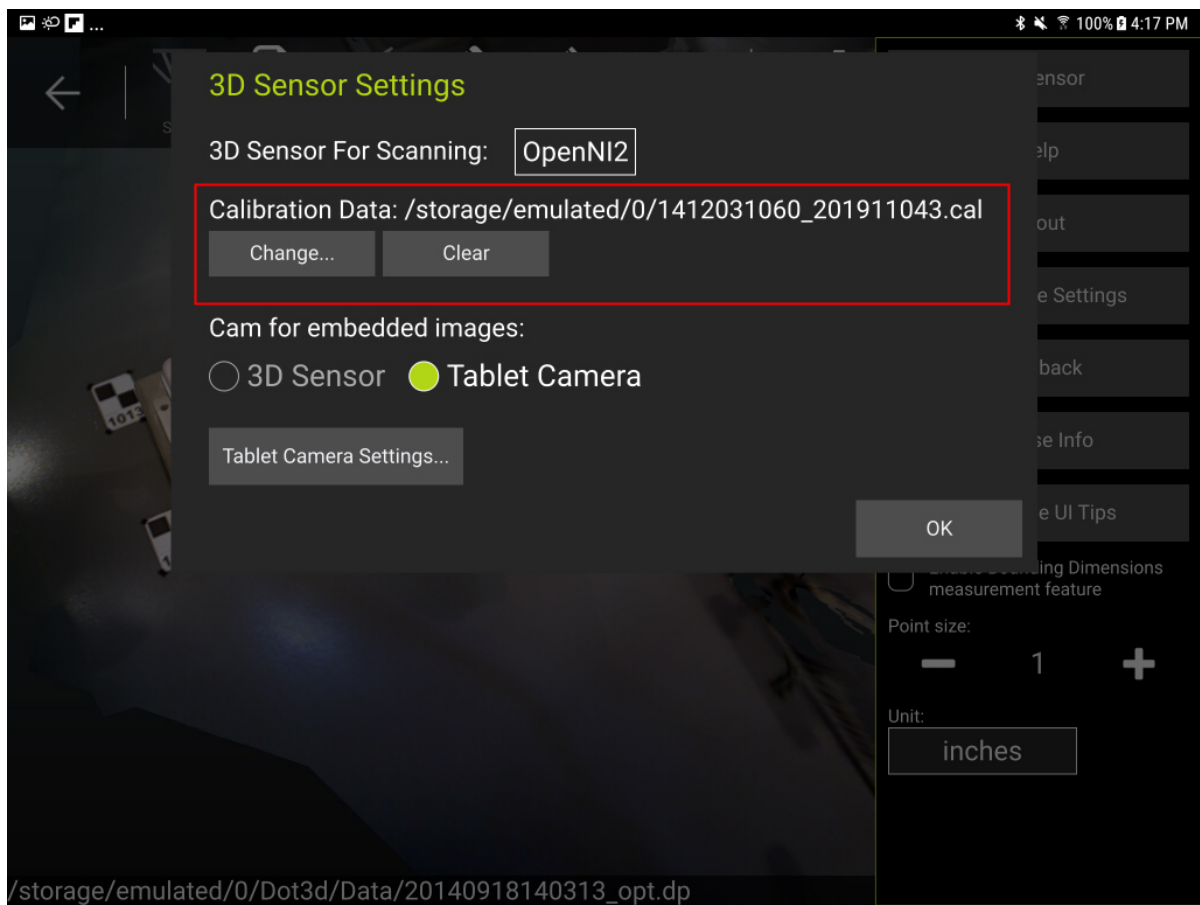 ... 100% 4:17 PM
3D Sensor Settings
3D Sensor For Scanning: OpenNI2
Calibration Data: /storage/emulated/0/1412031060_201911043.cal
Change... Clear
Cam for embedded images:
3D Sensor Tablet Camera
Tablet Camera Settings...
OK
ensor
elp
out
e Settings
back
se Info
e UI Tips
Dimensions
measurement feature
Point size:
1
Unit:
inches
1013
/storage/emulated/0/Dot3d/Data/20140918140313_opt.dp